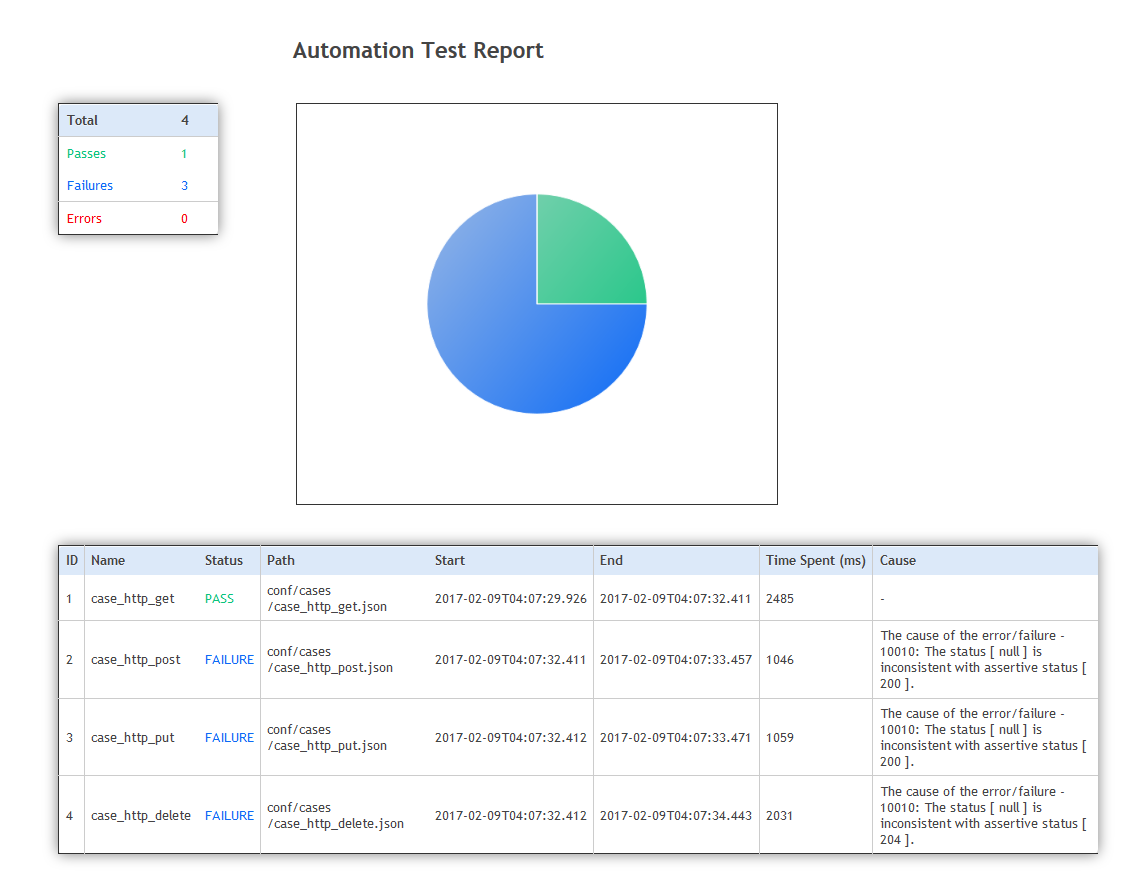 Automation Test Report
Total 4
Passes 1
Failures 3
Errors 0
ID Name Status Path Start End Time Spent (ms) Cause
1 case_http_get PASS conf/cases
/case_http_get.json 2017-02-09T04:07:29.926 2017-02-09T04:07:32.411 2485 -
2 case_http_post FAILURE conf/cases
/case_http_post.json 2017-02-09T04:07:32.411 2017-02-09T04:07:33.457 1046 The cause of the error/failure -
10010: The status [ null ] is
inconsistent with assertive status [
200 ].
3 case_http_put FAILURE conf/cases
/case_http_put.json 2017-02-09T04:07:32.412 2017-02-09T04:07:33.471 1059 The cause of the error/failure -
10010: The status [ null ] is
inconsistent with assertive status [
200 ].
4 case_http_delete FAILURE conf/cases
/case_http_delete.json 2017-02-09T04:07:32.412 2017-02-09T04:07:34.443 2031 The cause of the error/failure -
10010: The status [ null ] is
inconsistent with assertive status [
204 ].